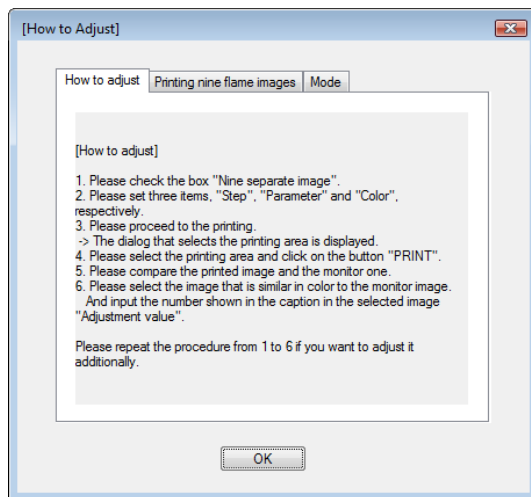 [How to Adjust]
How to adjust
Printing nine flame images
Mode
[How to adjust]
1. Please check the box "Nine separate image".
2. Please set three items, "Step", "Parameter" and "Color",
respectively.
3. Please proceed to the printing.
-> The dialog that selects the printing area is displayed.
4. Please select the printing area and click on the button "PRINT".
5. Please compare the printed image and the monitor one.
6. Please select the image that is similar in color to the monitor image.
And input the number shown in the caption in the selected image
"Adjustment value".
Please repeat the procedure from 1 to 6 if you want to adjust it
additionally.
OK